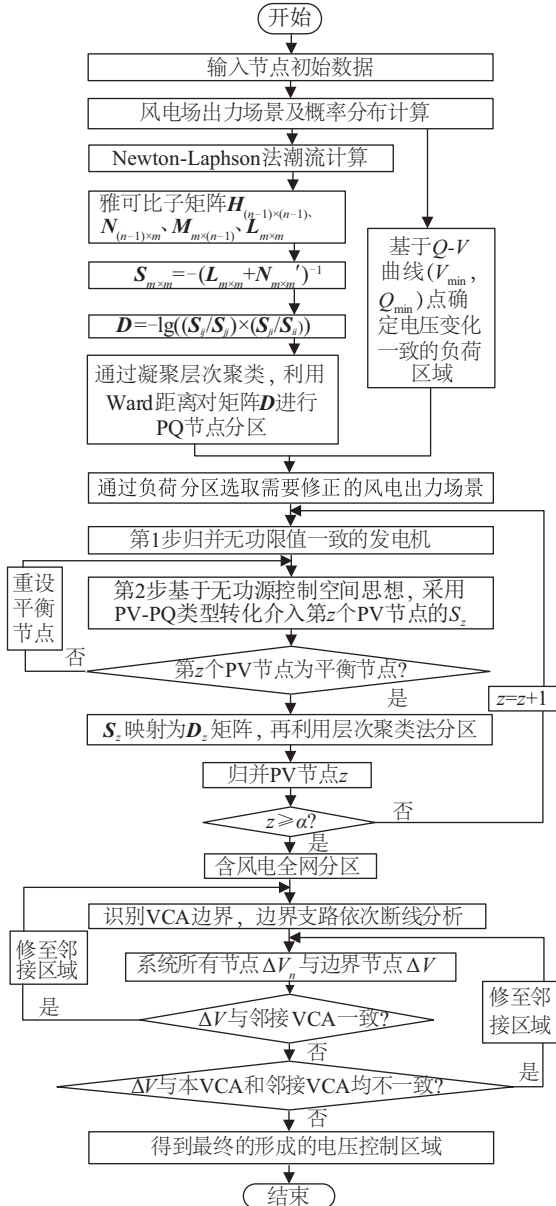 开始
输入节点初始数据
风电场出力场景及概率分布计算
Newton-Laphson法潮流计算
雅可比子矩阵H(n−1)×(n−1)、
N(n−1)×m、Mm×(n−1)、Lm×m
Sm×m=−(Lm×m+Nm×m′)−1
D=−lg((Sij/Sjj)×(Sji/Sii))
通过凝聚层次聚类，利用
Ward距离对矩阵D进行
PQ节点分区
基于Q-V
曲线(Vmin,
Qmin)点确
定电压变化
一致的负荷
区域
通过负荷分区选取需要修正的风电出力场景
第1步归并无功限值一致的发电机
重设
平衡
节点
第2步基于无功源控制空间思想，采用
PV-PQ类型转化介入第z个PV节点的Sz
否
第z个PV节点为平衡节点?
是
z=z+1
Sz映射为Dz矩阵，再利用层次聚类法分区
归并PV节点z
z≥α?
否
是
含风电全网分区
识别VCA边界，边界支路依次断线分析
修至邻
接区域
系统所有节点ΔVn与边界节点ΔV
修至邻
接区域
是
ΔV与邻接VCA一致?
否
是
ΔV与本VCA和邻接VCA均不一致?
否
得到最终的形成的电压控制区域
结束